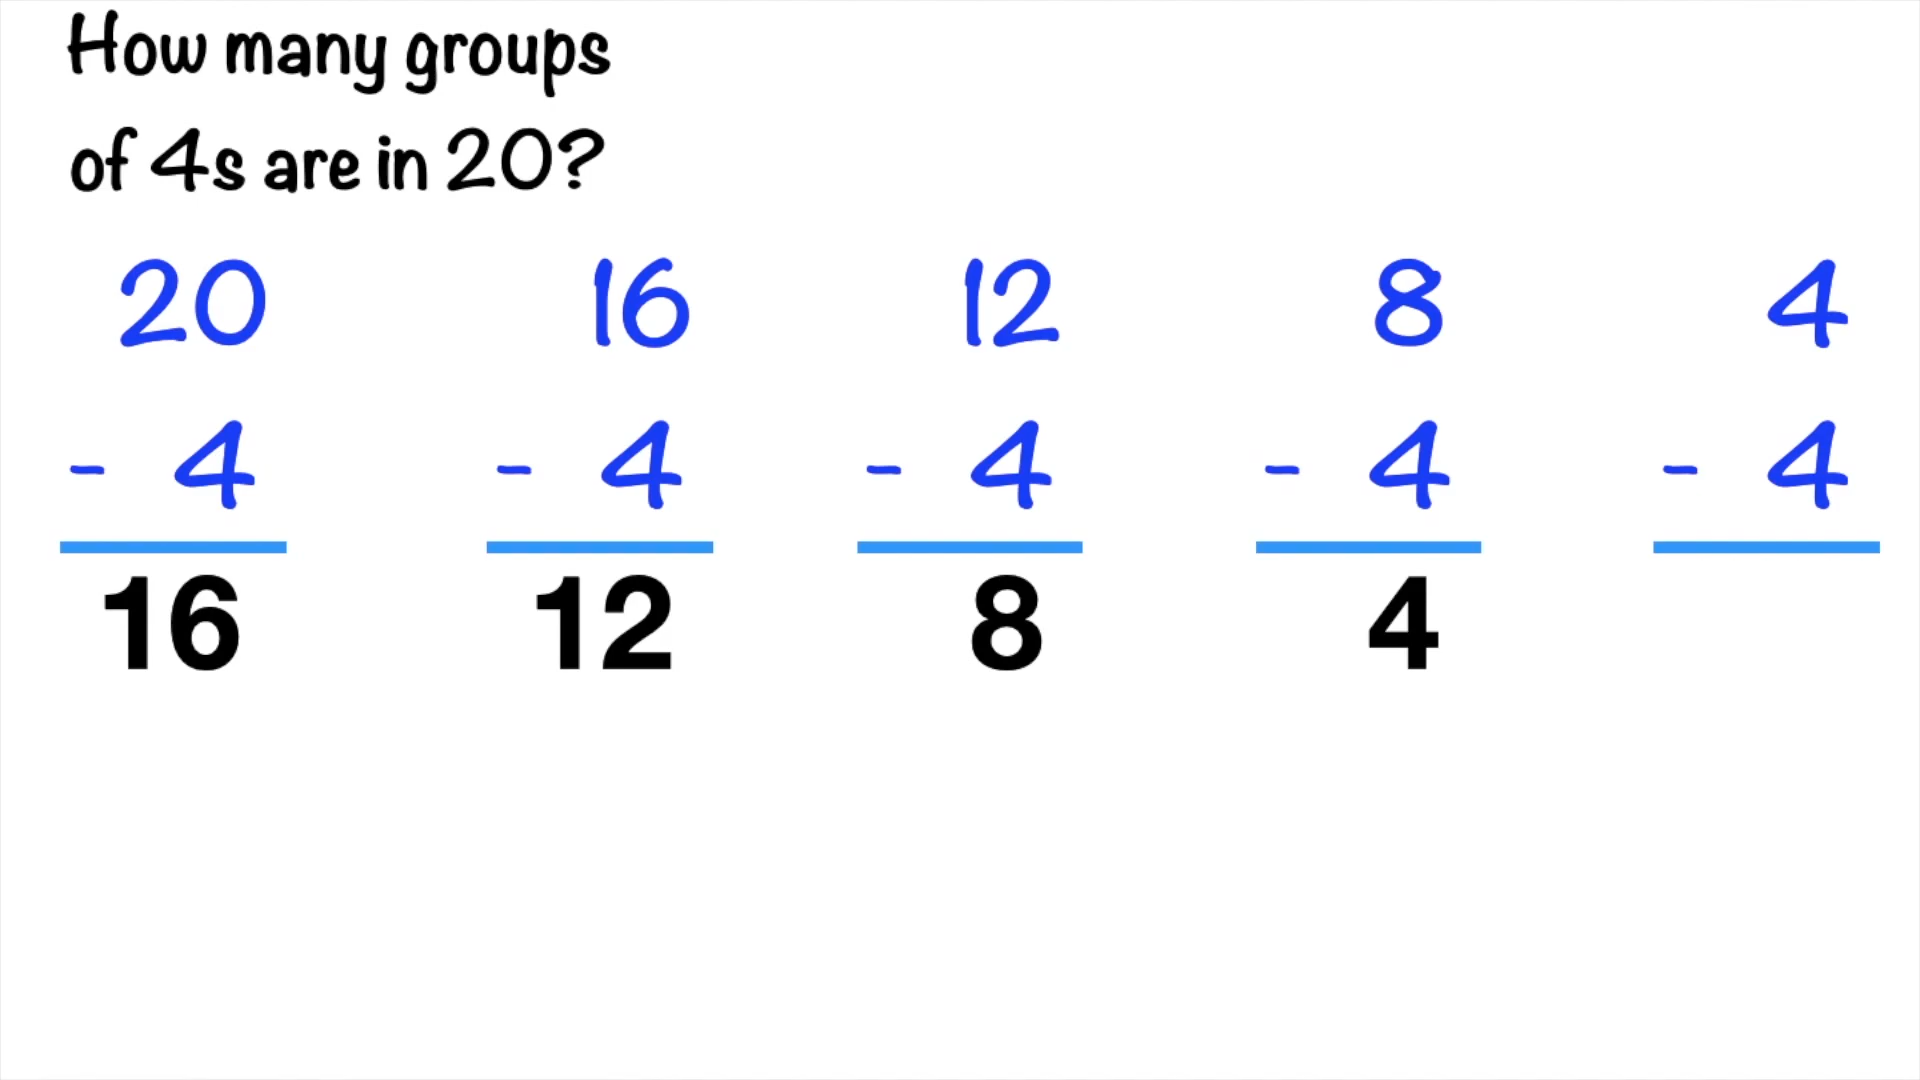 How many groups
of 4s are in 20?
20 16 12 8 4
- 4 - 4 - 4 - 4 - 4
16 12 8 4